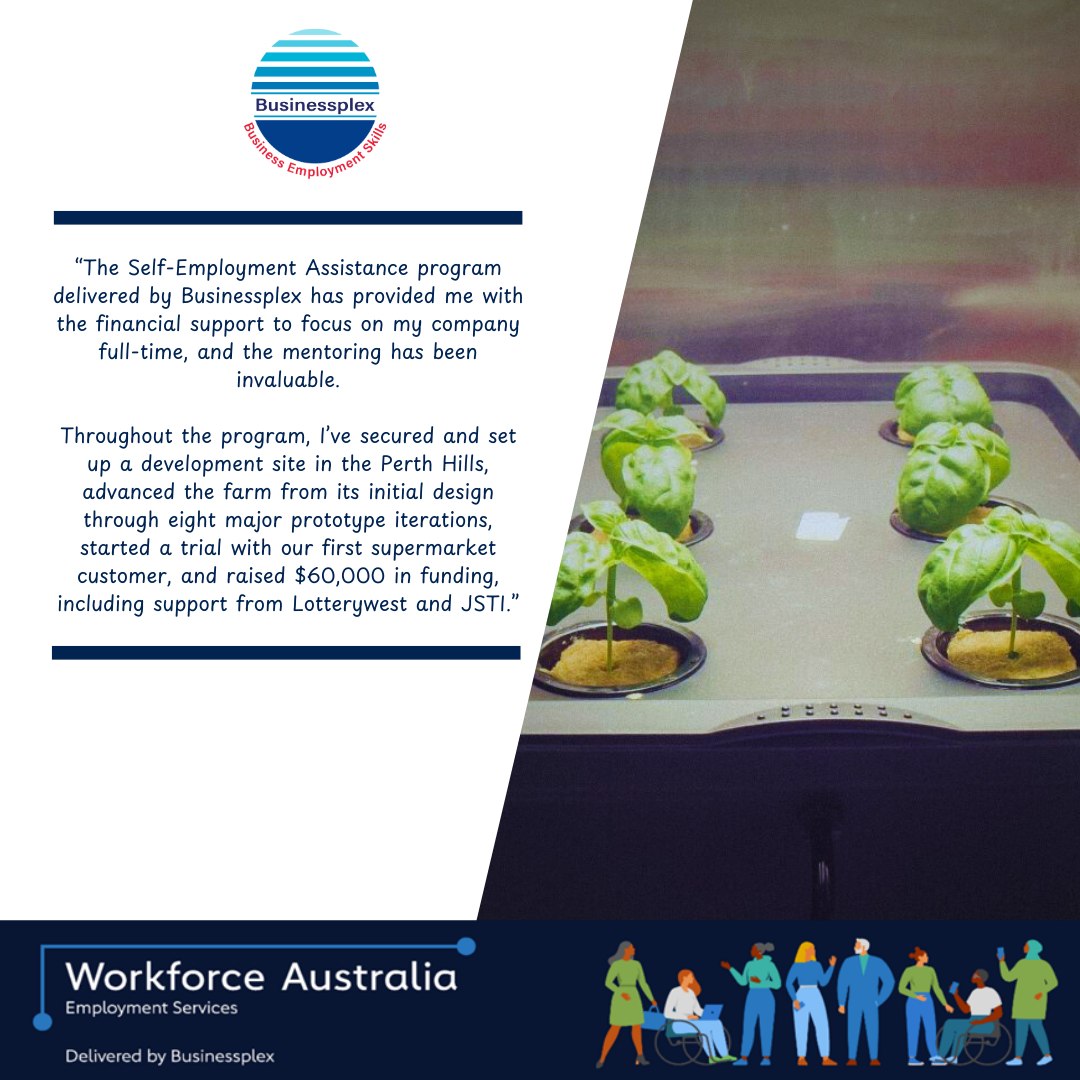 Businessplex
Business Employment Skills
“The Self-Employment Assistance program
delivered by Businessplex has provided me with
the financial support to focus on my company
full-time, and the mentoring has been
invaluable.
Throughout the program, I’ve secured and set
up a development site in the Perth Hills,
advanced the farm from its initial design
through eight major prototype iterations,
started a trial with our first supermarket
customer, and raised $60,000 in funding,
including support from Lotterywest and JSTI.”
Workforce Australia
Employment Services
Delivered by Businessplex